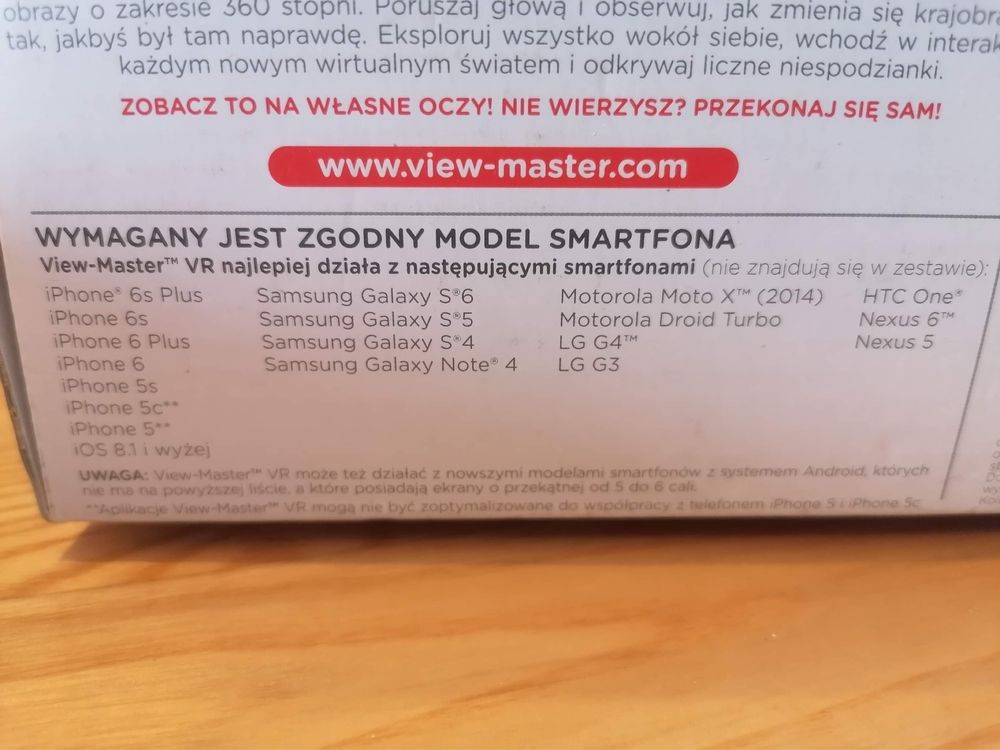 obrazy o zakresie 360 stopni. Poruszaj głową i obserwuj, jak zmienia się
tak, jakbyś był tam naprawdę. Eksploruj wszystko wokół siebie, wchodź w
każdym nowym wirtualnym światem i odkrywaj liczne niespodzianki.
ZOBACZ TO NA WŁASNE OCZY! NIE WIERZYSZ? PRZEKONAJ SIĘ SAM!
www.view-master.com
WYMAGANY JEST ZGODNY MODEL SMARTFONA
View-Master™ VR najlepiej działa z następującymi smartfonami (nie znajdują się w zestawie):
iPhone® 6s Plus Samsung Galaxy S®6 Motorola Moto X™ (2014) HTC One®
iPhone 6s Samsung Galaxy S®5 Motorola Droid Turbo Nexus 6™
iPhone 6 Plus Samsung Galaxy S®4 LG G4™ Nexus 5
iPhone 6 Samsung Galaxy Note® 4 LG G3
iPhone 5s
iPhone 5c**
iPhone 5**
iOS 8.1 i wyżej
UWAGA: View-Master™ VR może też działać z nowszymi modelami smartfonów z systemem Android, których
nie ma na powyższej liście, a które posiadają ekrany o przekątnej od 5 do 6 cali.
**Aplikacje View-Master™ VR mogą nie być zoptymalizowane do współpracy z telefonem iPhone 5 i iPhone 5c